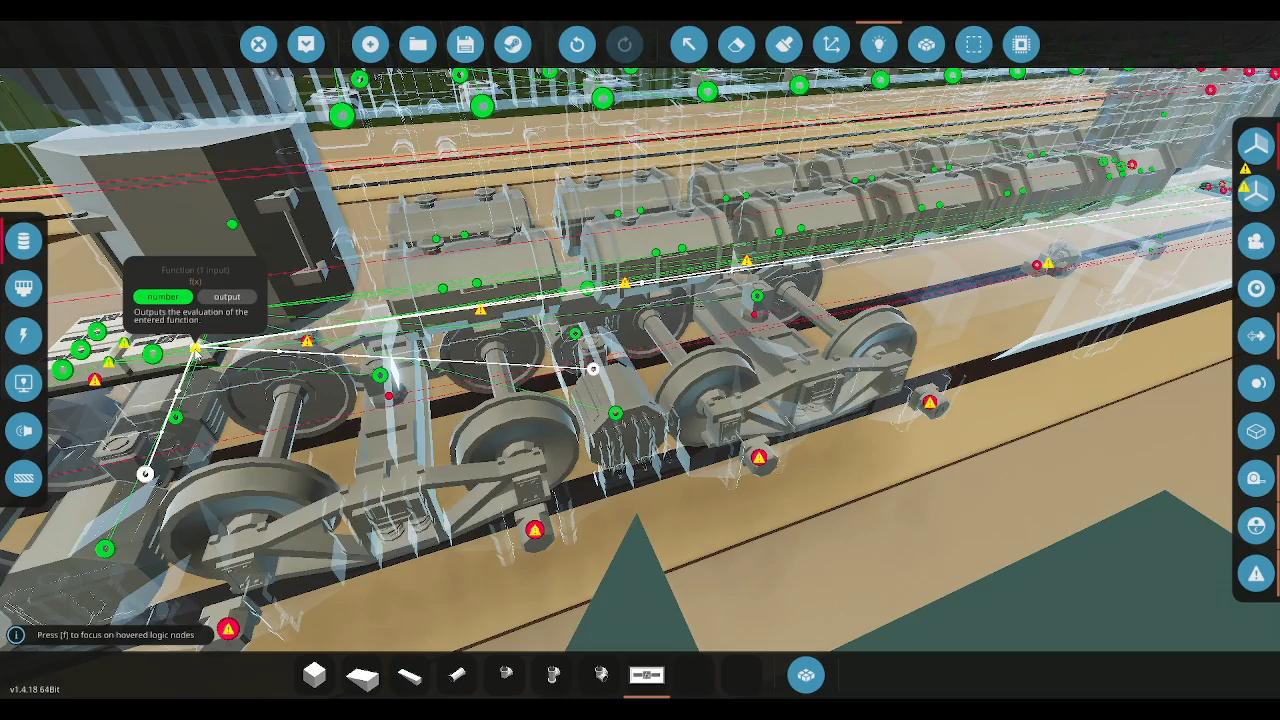 Function (1 input)
f(x)
number output
Outputs the evaluation of the
entered function.
Press [f] to focus on hovered logic nodes
v1.4.18 64Bit